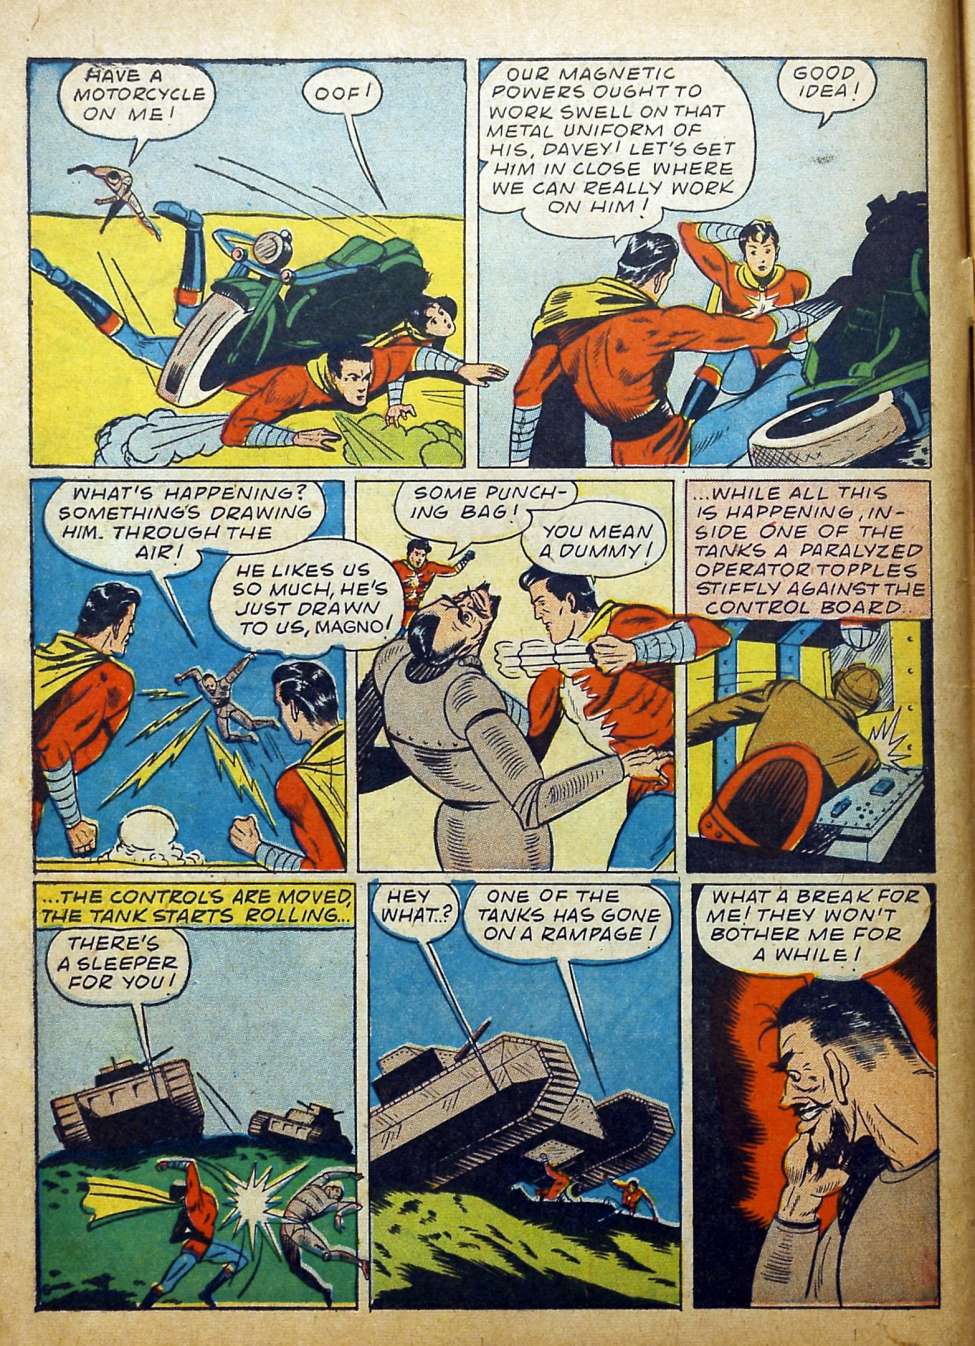 HAVE A
MOTORCYCLE
ON ME!
OOF!
OUR MAGNETIC
POWERS OUGHT TO
WORK SWELL ON THAT
METAL UNIFORM OF
HIS, DAVEY! LET'S GET
HIM IN CLOSE WHERE
WE CAN REALLY WORK
ON HIM!
GOOD
IDEA!
WHAT'S HAPPENING?
SOMETHING'S DRAWING
HIM. THROUGH THE
AIR!
HE LIKES US
SO MUCH, HE'S
JUST DRAWN
TO US, MAGNO!
SOME PUNCH-
ING BAG!
YOU MEAN
A DUMMY!
...WHILE ALL THIS
IS HAPPENING, IN-
SIDE ONE OF THE
TANKS A PARALYZED
OPERATOR TOPPLES
STIFFLY AGAINST THE
CONTROL BOARD..
...THE CONTROLS ARE MOVED,
THE TANK STARTS ROLLING...
THERE'S
A SLEEPER
FOR YOU!
HEY
WHAT..?
ONE OF THE
TANKS HAS GONE
ON A RAMPAGE!
WHAT A BREAK FOR
ME! THEY WON'T
BOTHER ME FOR
A WHILE!